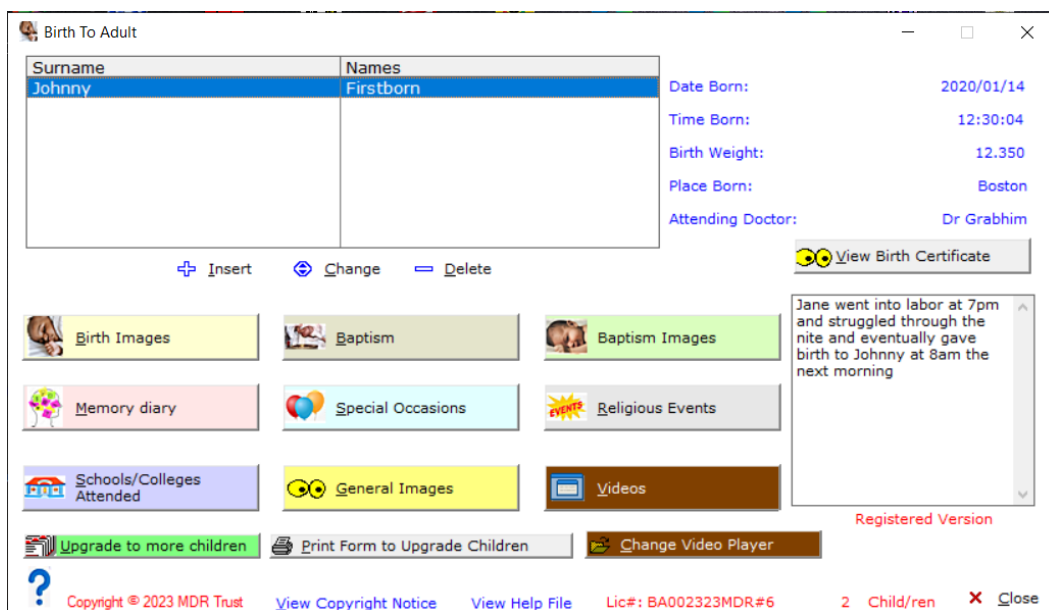 Birth To Adult
Surname Names
Johnny Firstborn
Date Born: 2020/01/14
Time Born: 12:30:04
Birth Weight: 12.350
Place Born: Boston
Attending Doctor: Dr Grabhim
Insert Change Delete
View Birth Certificate
Jane went into labor at 7pm
and struggled through the
nite and eventually gave
birth to Johnny at 8am the
next morning
Birth Images Baptism Baptism Images
Memory diary Special Occasions EVENTS Religious Events
Schools/Colleges
Attended
General Images Videos
Registered Version
Upgrade to more children Print Form to Upgrade Children Change Video Player
Copyright © 2023 MDR Trust View Copyright Notice View Help File Lic#: BA002323MDR#6 2 Child/ren Close